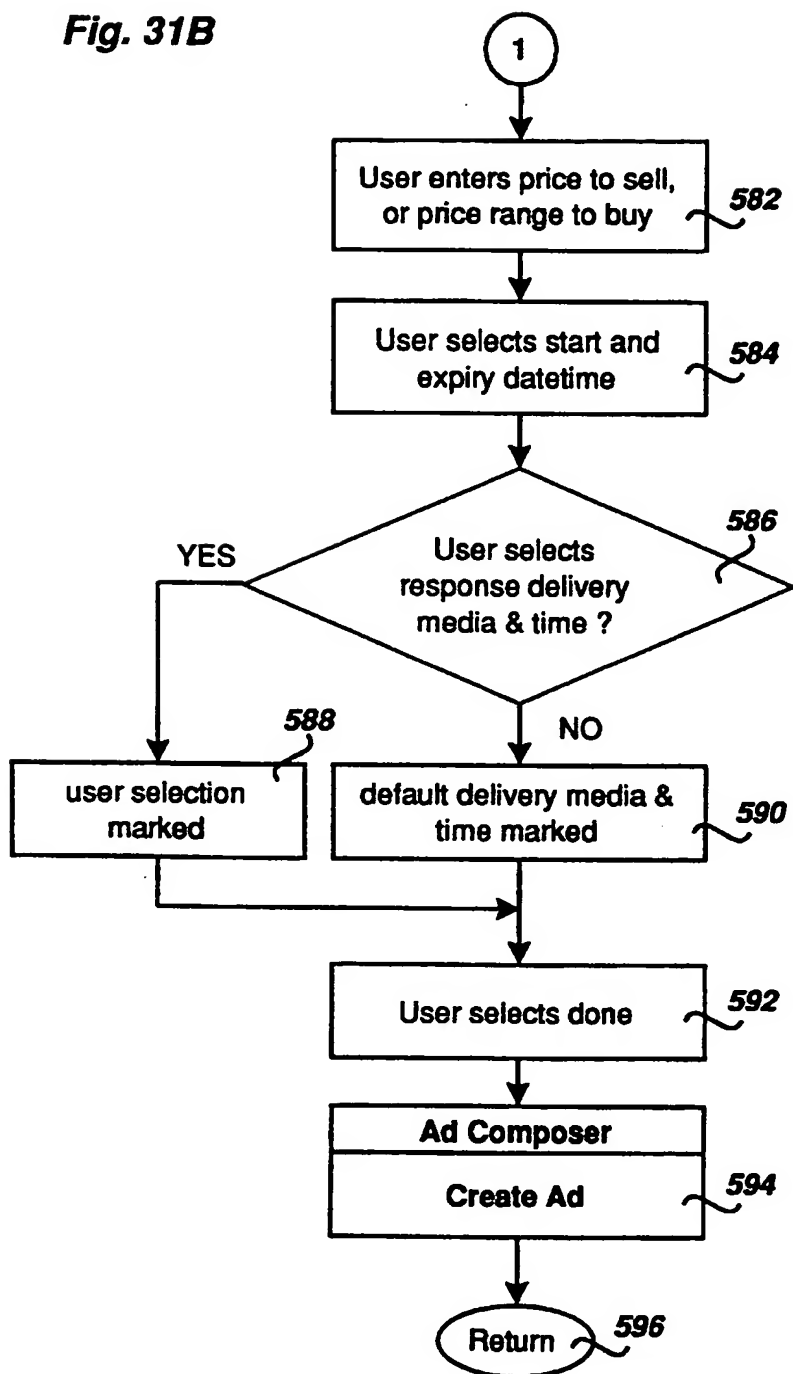 Fig. 31B
1
User enters price to sell,
or price range to buy
582
User selects start and
expiry datetime
584
586
YES
User selects
response delivery
media & time ?
588
NO
user selection
marked
default delivery media &
time marked
590
User selects done
592
Ad Composer
Create Ad
594
Return
596